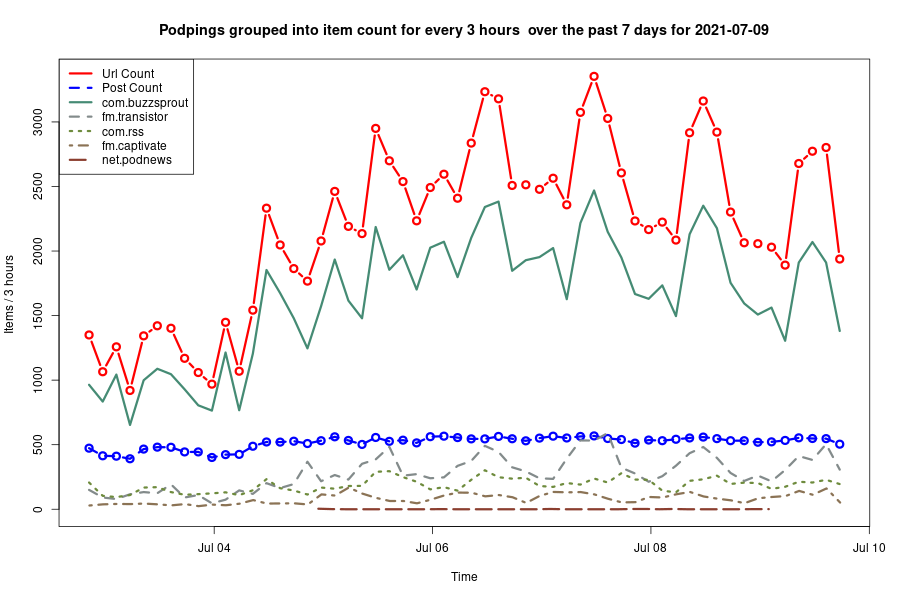 Podpings grouped into item count for every 3 hours  over the past 7 days for 2021-07-09
Url Count
Post Count
com.buzzsprout
fm.transistor
com.rss
fm.captivate
net.podnews
Items / 3 hours
3000
2500
2000
1500
1000
500
0
Jul 04
Jul 06
Jul 08
Jul 10
Time